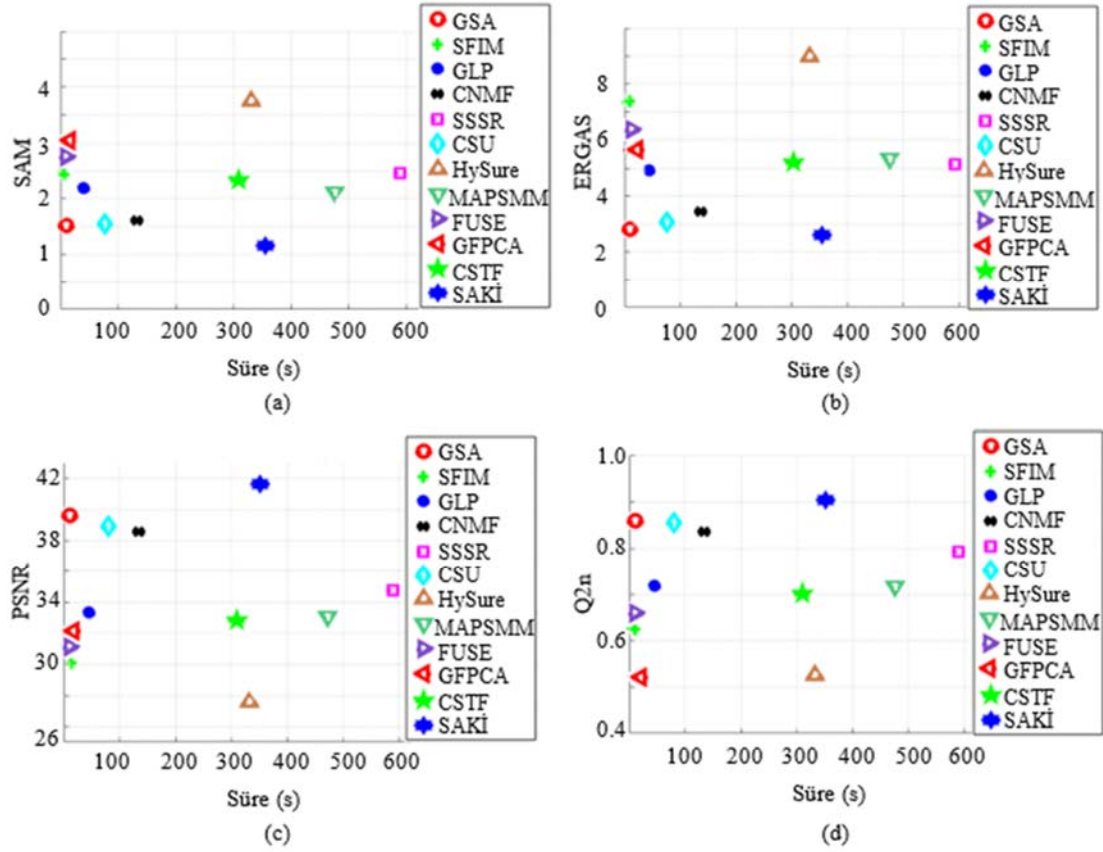 SAM
4
3
2
1
0
100 200 300 400 500 600
Süre (s)
(a)
GSA
SFIM
GLP
CNMF
SSSR
CSU
HySure
MAPSMM
FUSE
GFPCA
CSTF
SAKİ
ERGAS
8
6
4
2
0
100 200 300 400 500 600
Süre (s)
(b)
GSA
SFIM
GLP
CNMF
SSSR
CSU
HySure
MAPSMM
FUSE
GFPCA
CSTF
SAKİ
PSNR
42
38
34
30
26
100 200 300 400 500 600
Süre (s)
(c)
GSA
SFIM
GLP
CNMF
SSSR
CSU
HySure
MAPSMM
FUSE
GFPCA
CSTF
SAKİ
Q2n
1.0
0.8
0.6
0.4
100 200 300 400 500 600
Süre (s)
(d)
GSA
SFIM
GLP
CNMF
SSSR
CSU
HySure
MAPSMM
FUSE
GFPCA
CSTF
SAKİ